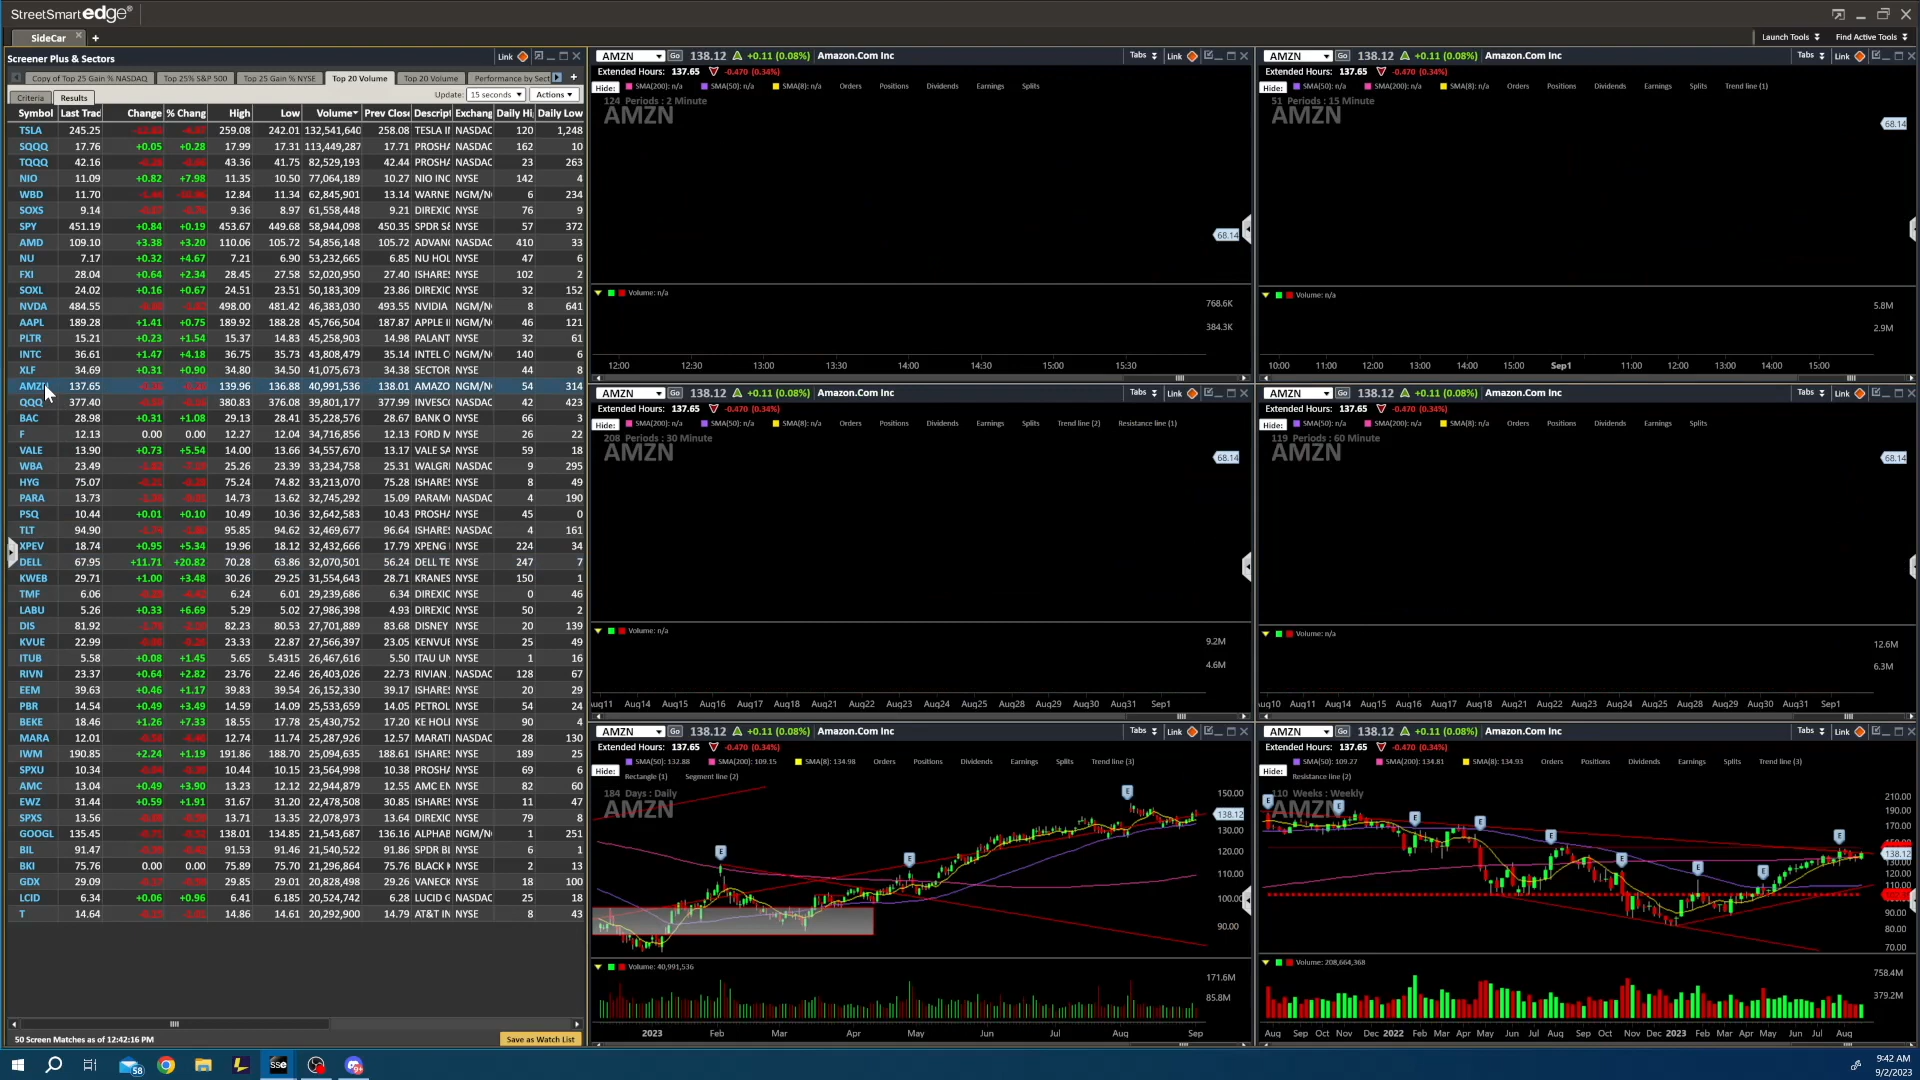 StreetSmart edge®
SideCar × +
Launch Tools Find Active Tools
Screener Plus & Sectors Link
Copy of Top 25 Gain % NASDAQ Top 25% S&P 500 Top 25 Gain % NYSE Top 20 Volume Top 20 Volume Performance by Sect +
Update: 15 seconds Actions
Criteria Results
Symbol Last Trad Change % Chang High Low Volume Prev Close Descript Exchang Daily Hi Daily Low
TSLA 245.25 259.08 242.01 132,541,640 258.08 TESLA I NASDAC 120 1,248
SQQQ 17.76 +0.05 +0.28 17.99 17.31 113,449,287 17.71 PROSHA NASDAC 162 10
TQQQ 42.16 43.36 41.75 82,529,193 42.44 PROSHA NASDAC 23 263
NIO 11.09 +0.82 +7.98 11.35 10.50 77,064,189 10.27 NIO INC NYSE 142 4
WBD 11.70 12.84 11.34 62,845,901 13.14 WARNE NGM/N 6 234
SOXS 9.14 9.36 8.97 61,558,448 9.21 DIREXIC NYSE 76 9
SPY 451.19 +0.84 +0.19 453.67 449.68 58,944,098 450.35 SPDR S& NYSE 57 372
AMD 109.10 +3.38 +3.20 110.06 105.72 54,856,148 105.72 ADVAN NASDAC 410 33
NU 7.17 +0.32 +4.67 7.21 6.90 53,232,665 6.85 NU HOL NYSE 47 6
FXI 28.04 +0.64 +2.34 28.45 27.58 52,020,950 27.40 ISHARE NYSE 102 2
SOXL 24.02 +0.16 +0.67 24.51 23.51 50,183,309 23.86 DIREXIC NYSE 32 152
NVDA 484.55 498.00 481.42 46,383,030 493.55 NVIDIA NGM/N 8 641
AAPL 189.28 +1.41 +0.75 189.92 188.28 45,766,504 187.87 APPLE I NGM/N 46 121
PLTR 15.21 +0.23 +1.54 15.37 14.83 45,258,903 14.98 PALANT NYSE 32 61
INTC 36.61 +1.47 +4.18 36.75 35.73 43,808,479 35.14 INTEL C NGM/N 140 6
XLF 34.69 +0.31 +0.90 34.80 34.50 41,075,673 34.38 SECTOR NYSE 44 8
AMZN 137.65 139.96 136.88 40,991,536 138.01 AMAZO NGM/N 54 314
QQQ 377.40 380.83 376.08 39,801,177 377.99 INVESC NASDAC 42 423
BAC 28.98 +0.31 +1.08 29.13 28.41 35,228,576 28.67 BANK O NYSE 66 3
F 12.13 0.00 0.00 12.27 12.04 34,716,856 12.13 FORD M NYSE 26 22
VALE 13.90 +0.73 +5.54 14.00 13.66 34,557,670 13.17 VALE SA NYSE 59 18
WBA 23.49 25.26 23.39 33,234,758 25.31 WALGRI NASDAC 9 295
HYG 75.07 75.24 74.82 33,213,070 75.28 ISHARE NYSE 8 49
PARA 13.73 14.73 13.62 32,745,292 15.09 PARAM NASDAC 4 190
PSQ 10.44 +0.01 +0.10 10.49 10.36 32,642,583 10.43 PROSHA NYSE 45 0
TLT 94.90 95.85 94.62 32,469,677 96.64 ISHARE NASDAC 4 161
XPEV 18.74 +0.95 +5.34 19.96 18.12 32,432,666 17.79 XPENG NYSE 224 34
DELL 67.95 +11.71 +20.82 70.28 63.86 32,070,501 56.24 DELL TE NYSE 247 7
KWEB 29.71 +1.00 +3.48 30.26 29.25 31,554,643 28.71 KRANES NYSE 150 1
TMF 6.06 6.24 6.01 29,239,686 6.34 DIREXIC NYSE 0 46
LABU 5.26 +0.33 +6.69 5.29 5.02 27,986,398 4.93 DIREXIC NYSE 50 2
DIS 81.92 82.23 80.53 27,701,889 83.68 DISNEY NYSE 20 139
KVUE 22.99 23.33 22.87 27,566,397 23.05 KENVUE NYSE 25 49
ITUB 5.58 +0.08 +1.45 5.65 5.4315 26,467,616 5.50 ITAU UN NYSE 1 16
RIVN 23.37 +0.64 +2.82 23.76 22.46 26,403,026 22.73 RIVIAN NASDAC 128 67
EEM 39.63 +0.46 +1.17 39.83 39.54 26,152,330 39.17 ISHARE NYSE 20 29
PBR 14.54 +0.49 +3.49 14.59 14.09 25,533,659 14.05 PETROL NYSE 54 24
BEKE 18.46 +1.26 +7.33 18.55 17.78 25,430,752 17.20 KE HOL NYSE 90 4
MARA 12.01 12.74 11.74 25,287,926 12.57 MARATI NASDAC 28 130
IWM 190.85 +2.24 +1.19 191.86 188.70 25,094,635 188.61 ISHARE NYSE 189 25
SPXU 10.34 10.44 10.15 23,564,998 10.38 PROSHA NYSE 69 6
AMC 13.04 +0.49 +3.90 13.23 12.12 22,944,879 12.55 AMC EN NYSE 82 60
EWZ 31.44 +0.59 +1.91 31.67 31.20 22,478,508 30.85 ISHARE NYSE 11 47
SPXS 13.56 13.71 13.35 22,078,973 13.64 DIREXIC NYSE 79 8
GOOGL 135.45 138.01 134.85 21,543,687 136.16 ALPHAB NGM/N 1 251
BIL 91.47 91.53 91.46 21,540,522 91.86 SPDR BL NYSE 6 1
BKI 75.76 0.00 0.00 75.89 75.70 21,296,864 75.76 BLACK K NYSE 2 13
GDX 29.09 29.85 29.01 20,828,498 29.26 VANECK NYSE 18 100
LCID 6.34 +0.06 +0.96 6.41 6.185 20,524,742 6.28 LUCID G NASDAC 25 18
T 14.64 14.86 14.61 20,292,900 14.79 AT&T IN NYSE 8 43
50 Screen Matches as of 12:42:16 PM Save as Watch List
AMZN Go 138.12 +0.11 (0.08%) Amazon.Com Inc Tabs Link
Extended Hours: 137.65 -0.470 (0.34%)
Hide: SMA(200): n/a SMA(50): n/a SMA(8): n/a Orders Positions Dividends Earnings Splits
124 Periods : 2 Minute
AMZN
68.14
Volume: n/a
768.6K
384.3K
12:00 12:30 13:00 13:30 14:00 14:30 15:00 15:30
AMZN Go 138.12 +0.11 (0.08%) Amazon.Com Inc Tabs Link
Extended Hours: 137.65 -0.470 (0.34%)
Hide: SMA(50): n/a SMA(200): n/a SMA(8): n/a Orders Positions Dividends Earnings Splits Trend line (1)
51 Periods : 15 Minute
AMZN
68.14
Volume: n/a
5.8M
2.9M
10:00 11:00 12:00 13:00 14:00 15:00 Sep1 11:00 12:00 13:00 14:00 15:00
AMZN Go 138.12 +0.11 (0.08%) Amazon.Com Inc Tabs Link
Extended Hours: 137.65 -0.470 (0.34%)
Hide: SMA(200): n/a SMA(50): n/a SMA(8): n/a Orders Positions Dividends Earnings Splits Trend line (2) Resistance line (1)
208 Periods : 30 Minute
AMZN
68.14
Volume: n/a
9.2M
4.6M
Aug11 Aug14 Aug15 Aug16 Aug17 Aug18 Aug21 Aug22 Aug23 Aug24 Aug25 Aug28 Aug29 Aug30 Aug31 Sep1
AMZN Go 138.12 +0.11 (0.08%) Amazon.Com Inc Tabs Link
Extended Hours: 137.65 -0.470 (0.34%)
Hide: SMA(50): n/a SMA(200): n/a SMA(8): n/a Orders Positions Dividends Earnings Splits
119 Periods : 60 Minute
AMZN
68.14
Volume: n/a
12.6M
6.3M
Aug10 Aug11 Aug14 Aug15 Aug16 Aug17 Aug18 Aug21 Aug22 Aug23 Aug24 Aug25 Aug28 Aug29 Aug30 Aug31 Sep1
AMZN Go 138.12 +0.11 (0.08%) Amazon.Com Inc Tabs Link
Extended Hours: 137.65 -0.470 (0.34%)
Hide: SMA(50): 132.88 SMA(200): 109.15 SMA(8): 134.98 Orders Positions Dividends Earnings Splits Trend line (3)
Rectangle (1) Segment line (2)
184 Days : Daily
AMZN
150.00
138.12
130.00
120.00
110.00
100.00
90.00
Volume: 40,991,536
171.6M
85.8M
2023 Feb Mar Apr May Jun Jul Aug Sep
AMZN Go 138.12 +0.11 (0.08%) Amazon.Com Inc Tabs Link
Extended Hours: 137.65 -0.470 (0.34%)
Hide: SMA(50): 109.27 SMA(200): 134.81 SMA(8): 134.93 Orders Positions Dividends Earnings Splits Trend line (3)
Resistance line (2)
110 Weeks : Weekly
AMZN
210.00
190.00
170.00
138.12
130.00
120.00
110.00
90.00
80.00
70.00
Volume: 208,664,368
758.4M
379.2M
Aug Sep Oct Nov Dec 2022 Feb Mar Apr May Jun Jul Aug Sep Oct Nov Dec 2023 Feb Mar Apr May Jun Jul Aug
58 sse
9:42 AM
9/2/2023